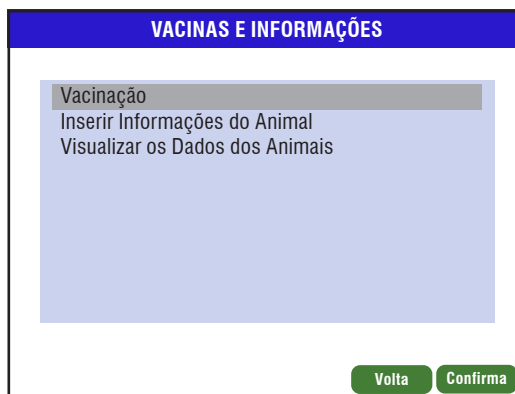 VACINAS E INFORMAÇÕES
Vacinação
Inserir Informações do Animal
Visualizar os Dados dos Animais
Volta Confirma